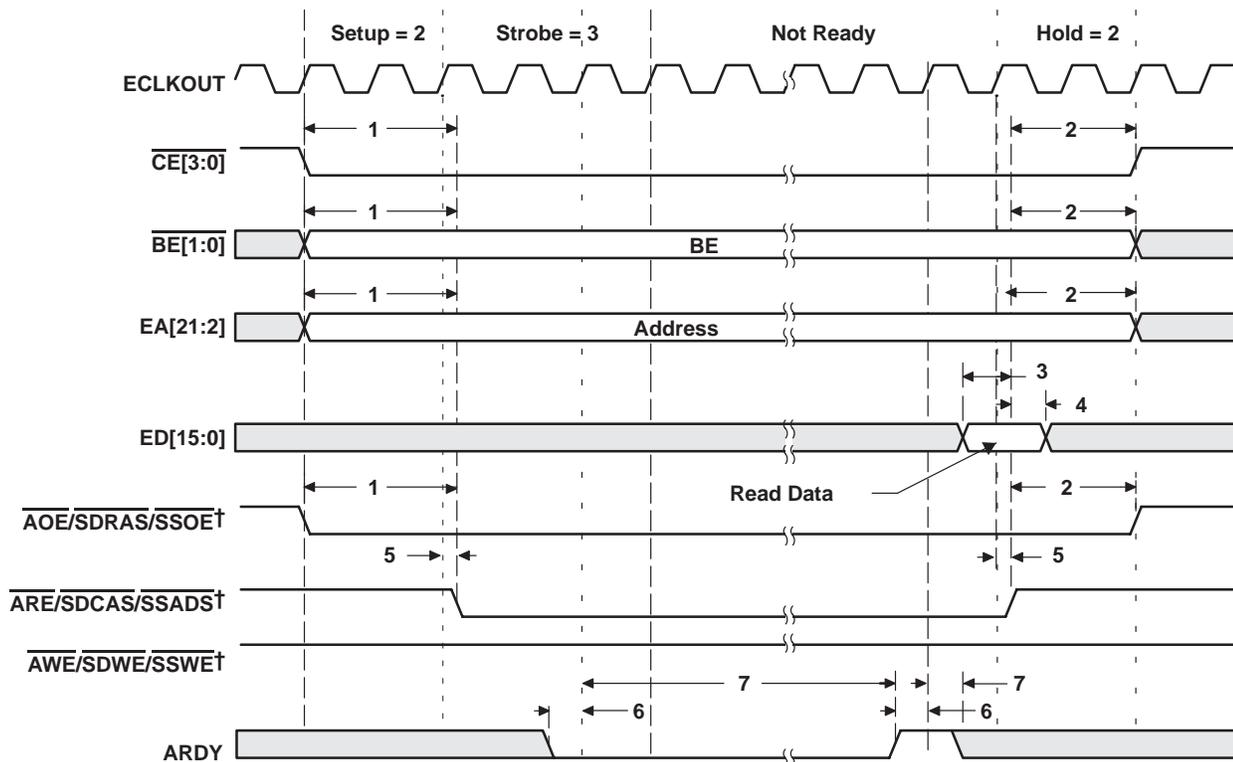 Setup = 2 Strobe = 3 Not Ready Hold = 2
ECLKOUT
1 2
CE[3:0]
1 2
BE[1:0] BE
1 2
EA[21:2] Address
3
4
ED[15:0]
Read Data
1 2
AOE/SDRAS/SSOE†
5 5
ARE/SDCAS/SSADS†
AWE/SDWE/SSWE†
7 7
6 6
ARDY